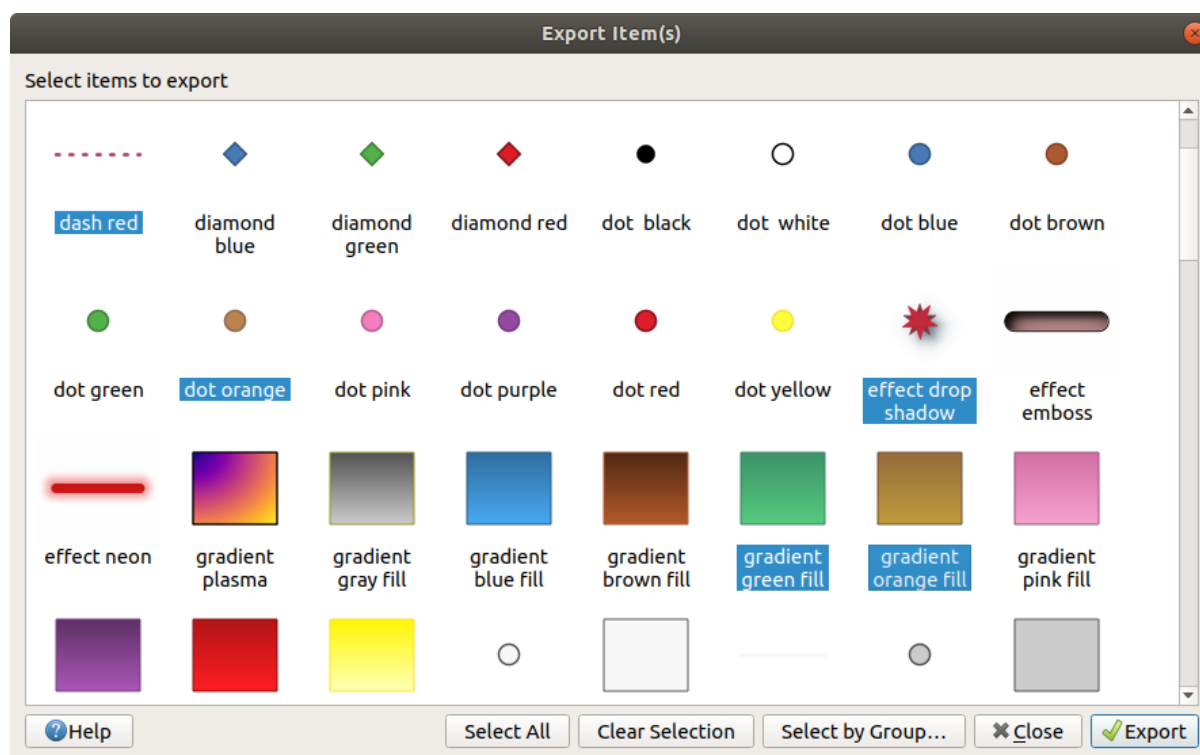 Export Item(s)
Select items to export
dash red
diamond blue
diamond green
diamond red
dot  black
dot  white
dot blue
dot brown
dot green
dot orange
dot pink
dot purple
dot red
dot yellow
effect drop shadow
effect emboss
effect neon
gradient plasma
gradient gray fill
gradient blue fill
gradient brown fill
gradient green fill
gradient orange fill
gradient pink fill
Help
Select All
Clear Selection
Select by Group...
Close
Export